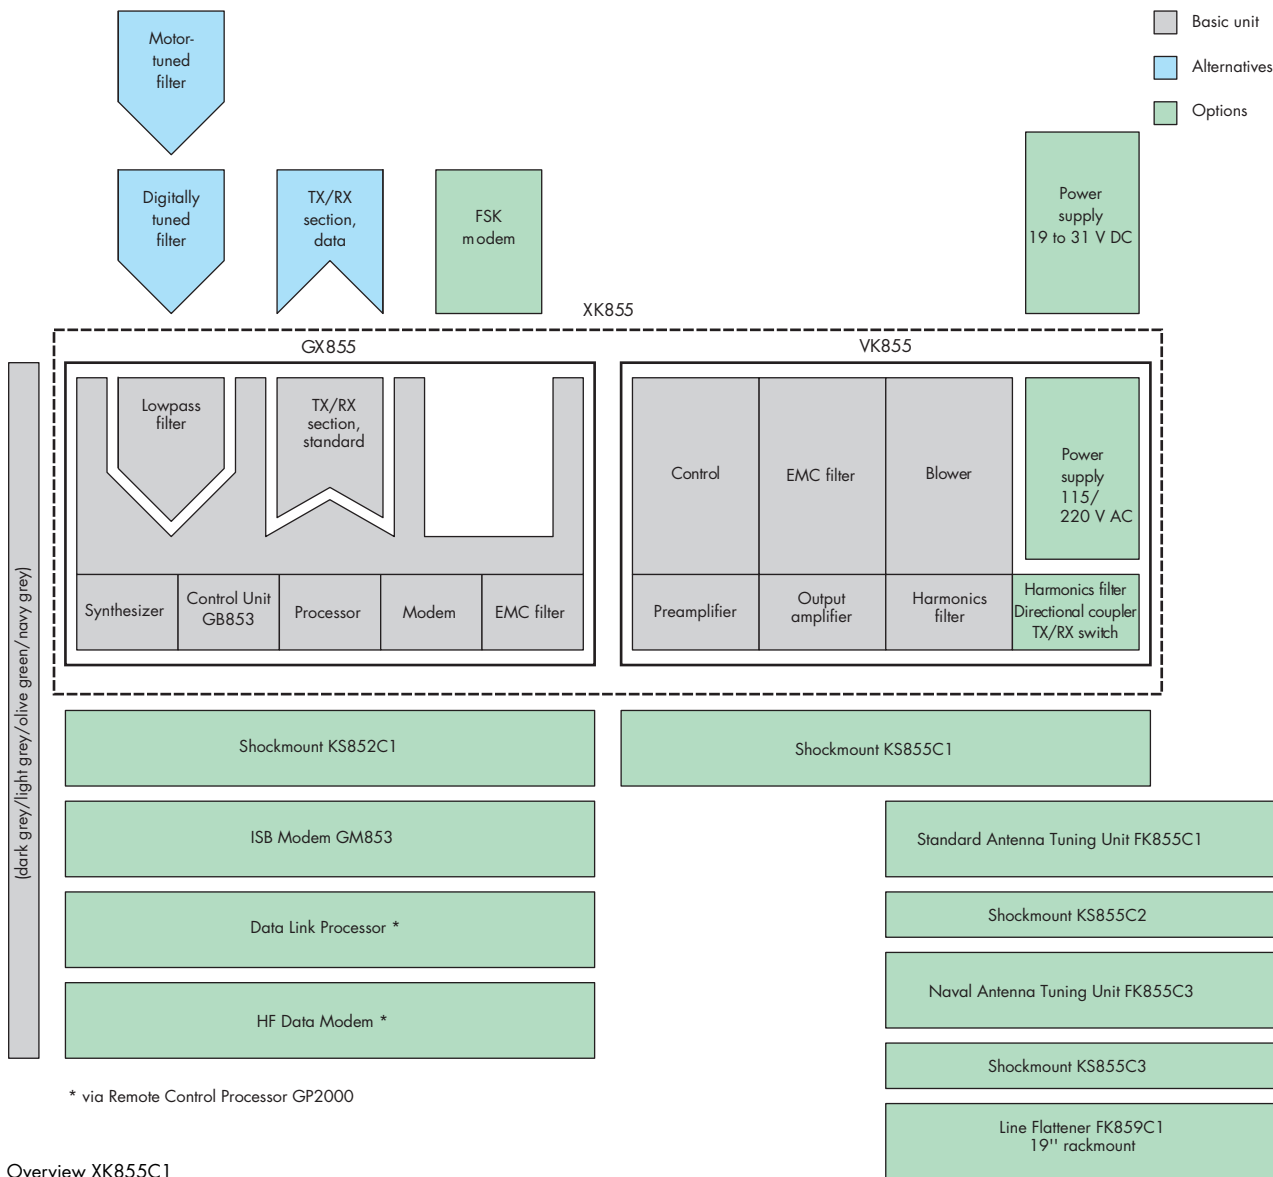 Basic unit
Alternatives
Options
Motor-
tuned
filter
Digitally
tuned
filter
TX/RX
section,
data
FSK
modem
Power
supply
19 to 31 V DC
XK855
GX855
VK855
Lowpass
filter
TX/RX
section,
standard
Control
EMC filter
Blower
Power
supply
115/
220 V AC
Synthesizer
Control Unit
GB853
Processor
Modem
EMC filter
Preamplifier
Output
amplifier
Harmonics
filter
Harmonics filter
Directional coupler
TX/RX switch
(dark grey/light grey/olive green/navy grey)
Shockmount KS852C1
Shockmount KS855C1
ISB Modem GM853
Standard Antenna Tuning Unit FK855C1
Data Link Processor *
Shockmount KS855C2
Naval Antenna Tuning Unit FK855C3
HF Data Modem *
Shockmount KS855C3
* via Remote Control Processor GP2000
Line Flattener FK859C1
19'' rackmount
Overview XK855C1